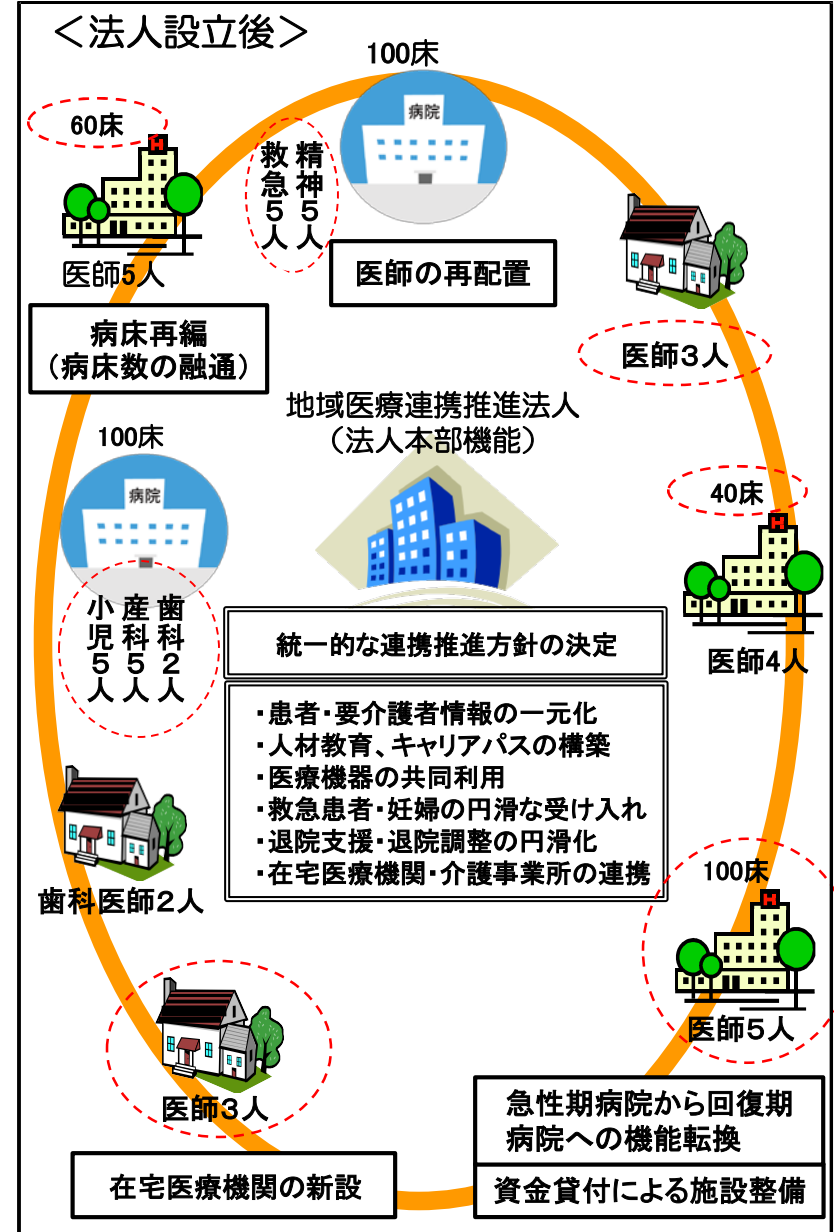 ＜法人設立後＞
100床
病院
60床
精神５人
救急５人
医師5人
医師の再配置
病床再編
（病床数の融通）
医師３人
地域医療連携推進法人
（法人本部機能）
100床
病院
40床
歯科２人
産科５人
小児５人
医師4人
統一的な連携推進方針の決定
・患者・要介護者情報の一元化
・人材教育、キャリアパスの構築
・医療機器の共同利用
・救急患者・妊婦の円滑な受け入れ
・退院支援・退院調整の円滑化
・在宅医療機関・介護事業所の連携
歯科医師２人
100床
医師５人
医師３人
急性期病院から回復期
病院への機能転換
在宅医療機関の新設
資金貸付による施設整備
H
H
H